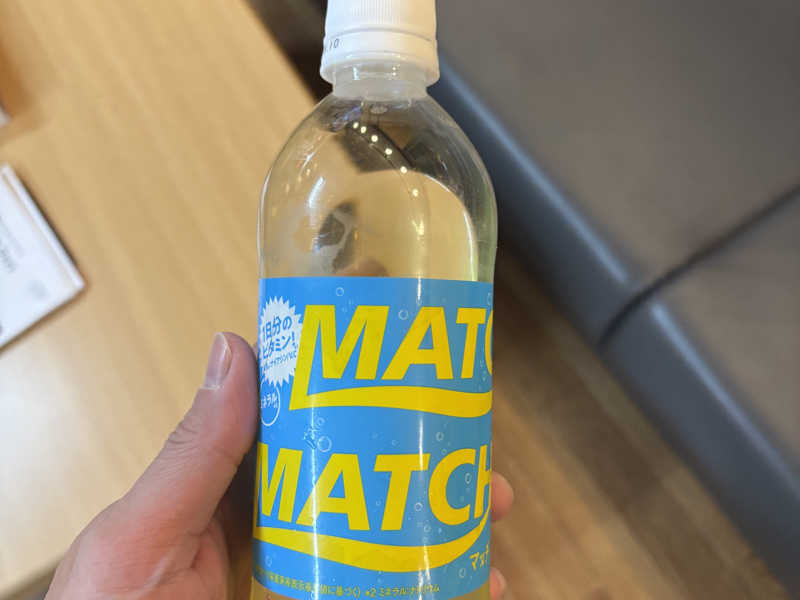 1日分の
ビタミン!
MATC
ミネラル
MATCH
マッチ
*2 ミネラル:ナトリウム